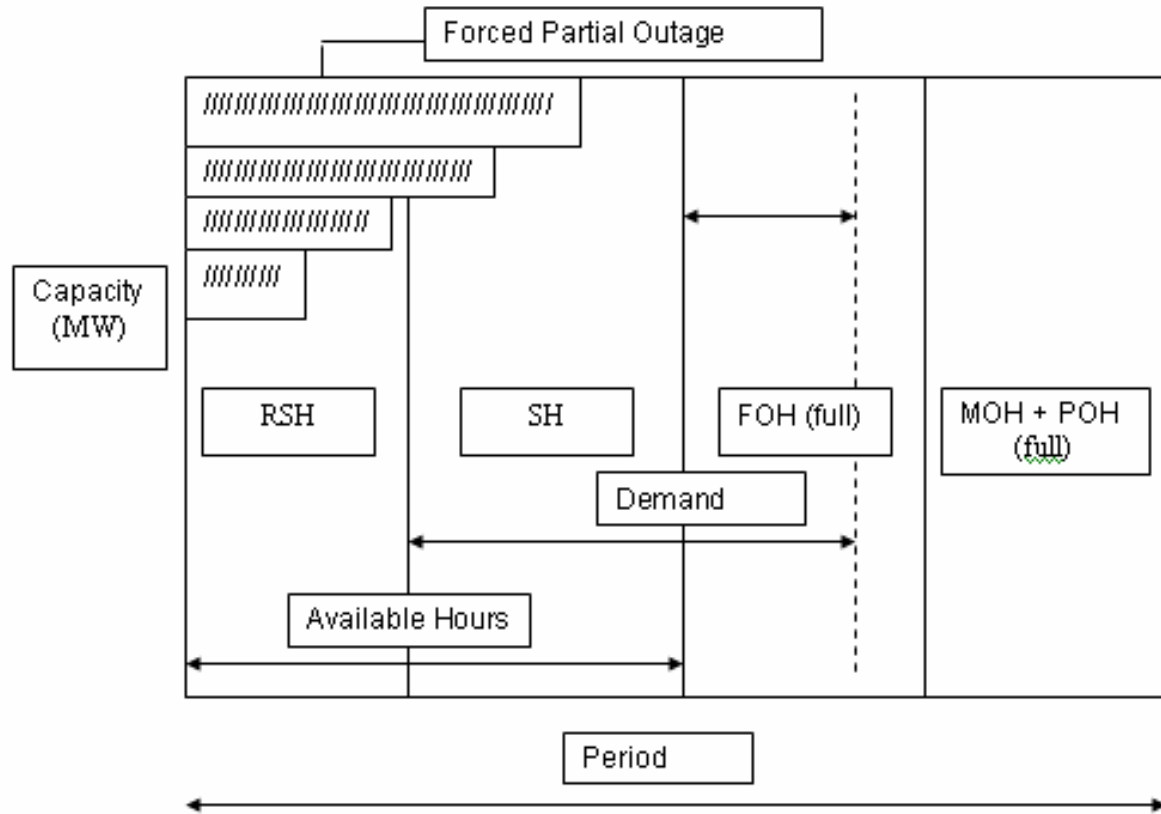 Forced Partial Outage
Capacity
(MW)
RSH
SH
FOH (full)
MOH + POH
(full)
Demand
Available Hours
Period